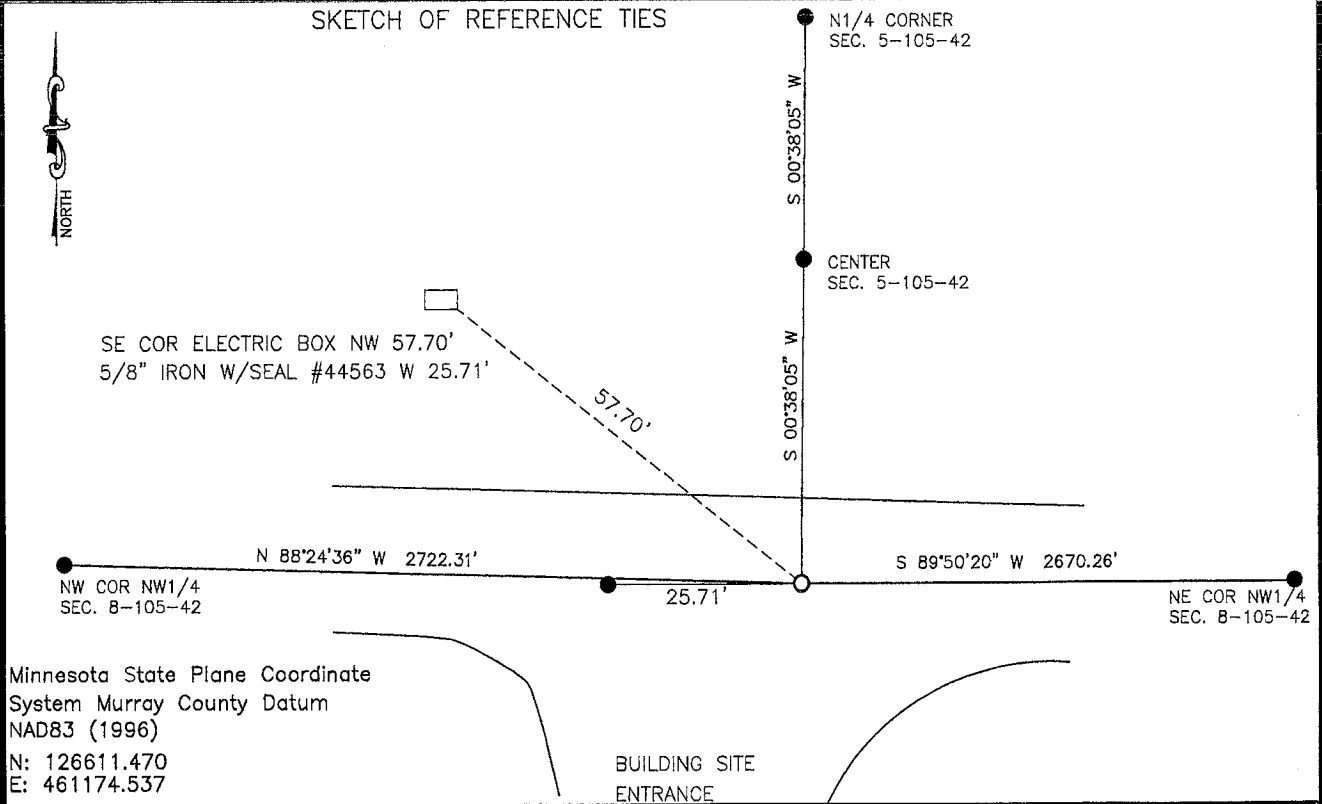 SKETCH OF REFERENCE TIES
N1/4 CORNER
SEC. 5-105-42
NORTH
S 00°38'05" W
CENTER
SEC. 5-105-42
SE COR ELECTRIC BOX NW 57.70'
5/8" IRON W/SEAL #44563 W 25.71'
57.70'
S 00°38'05" W
N 88°24'36" W 2722.31'
S 89°50'20" W 2670.26'
NW COR NW1/4
SEC. 8-105-42
25.71'
NE COR NW1/4
SEC. 8-105-42
Minnesota State Plane Coordinate
System Murray County Datum
NAD83 (1996)
N: 126611.470
E: 461174.537
BUILDING SITE
ENTRANCE